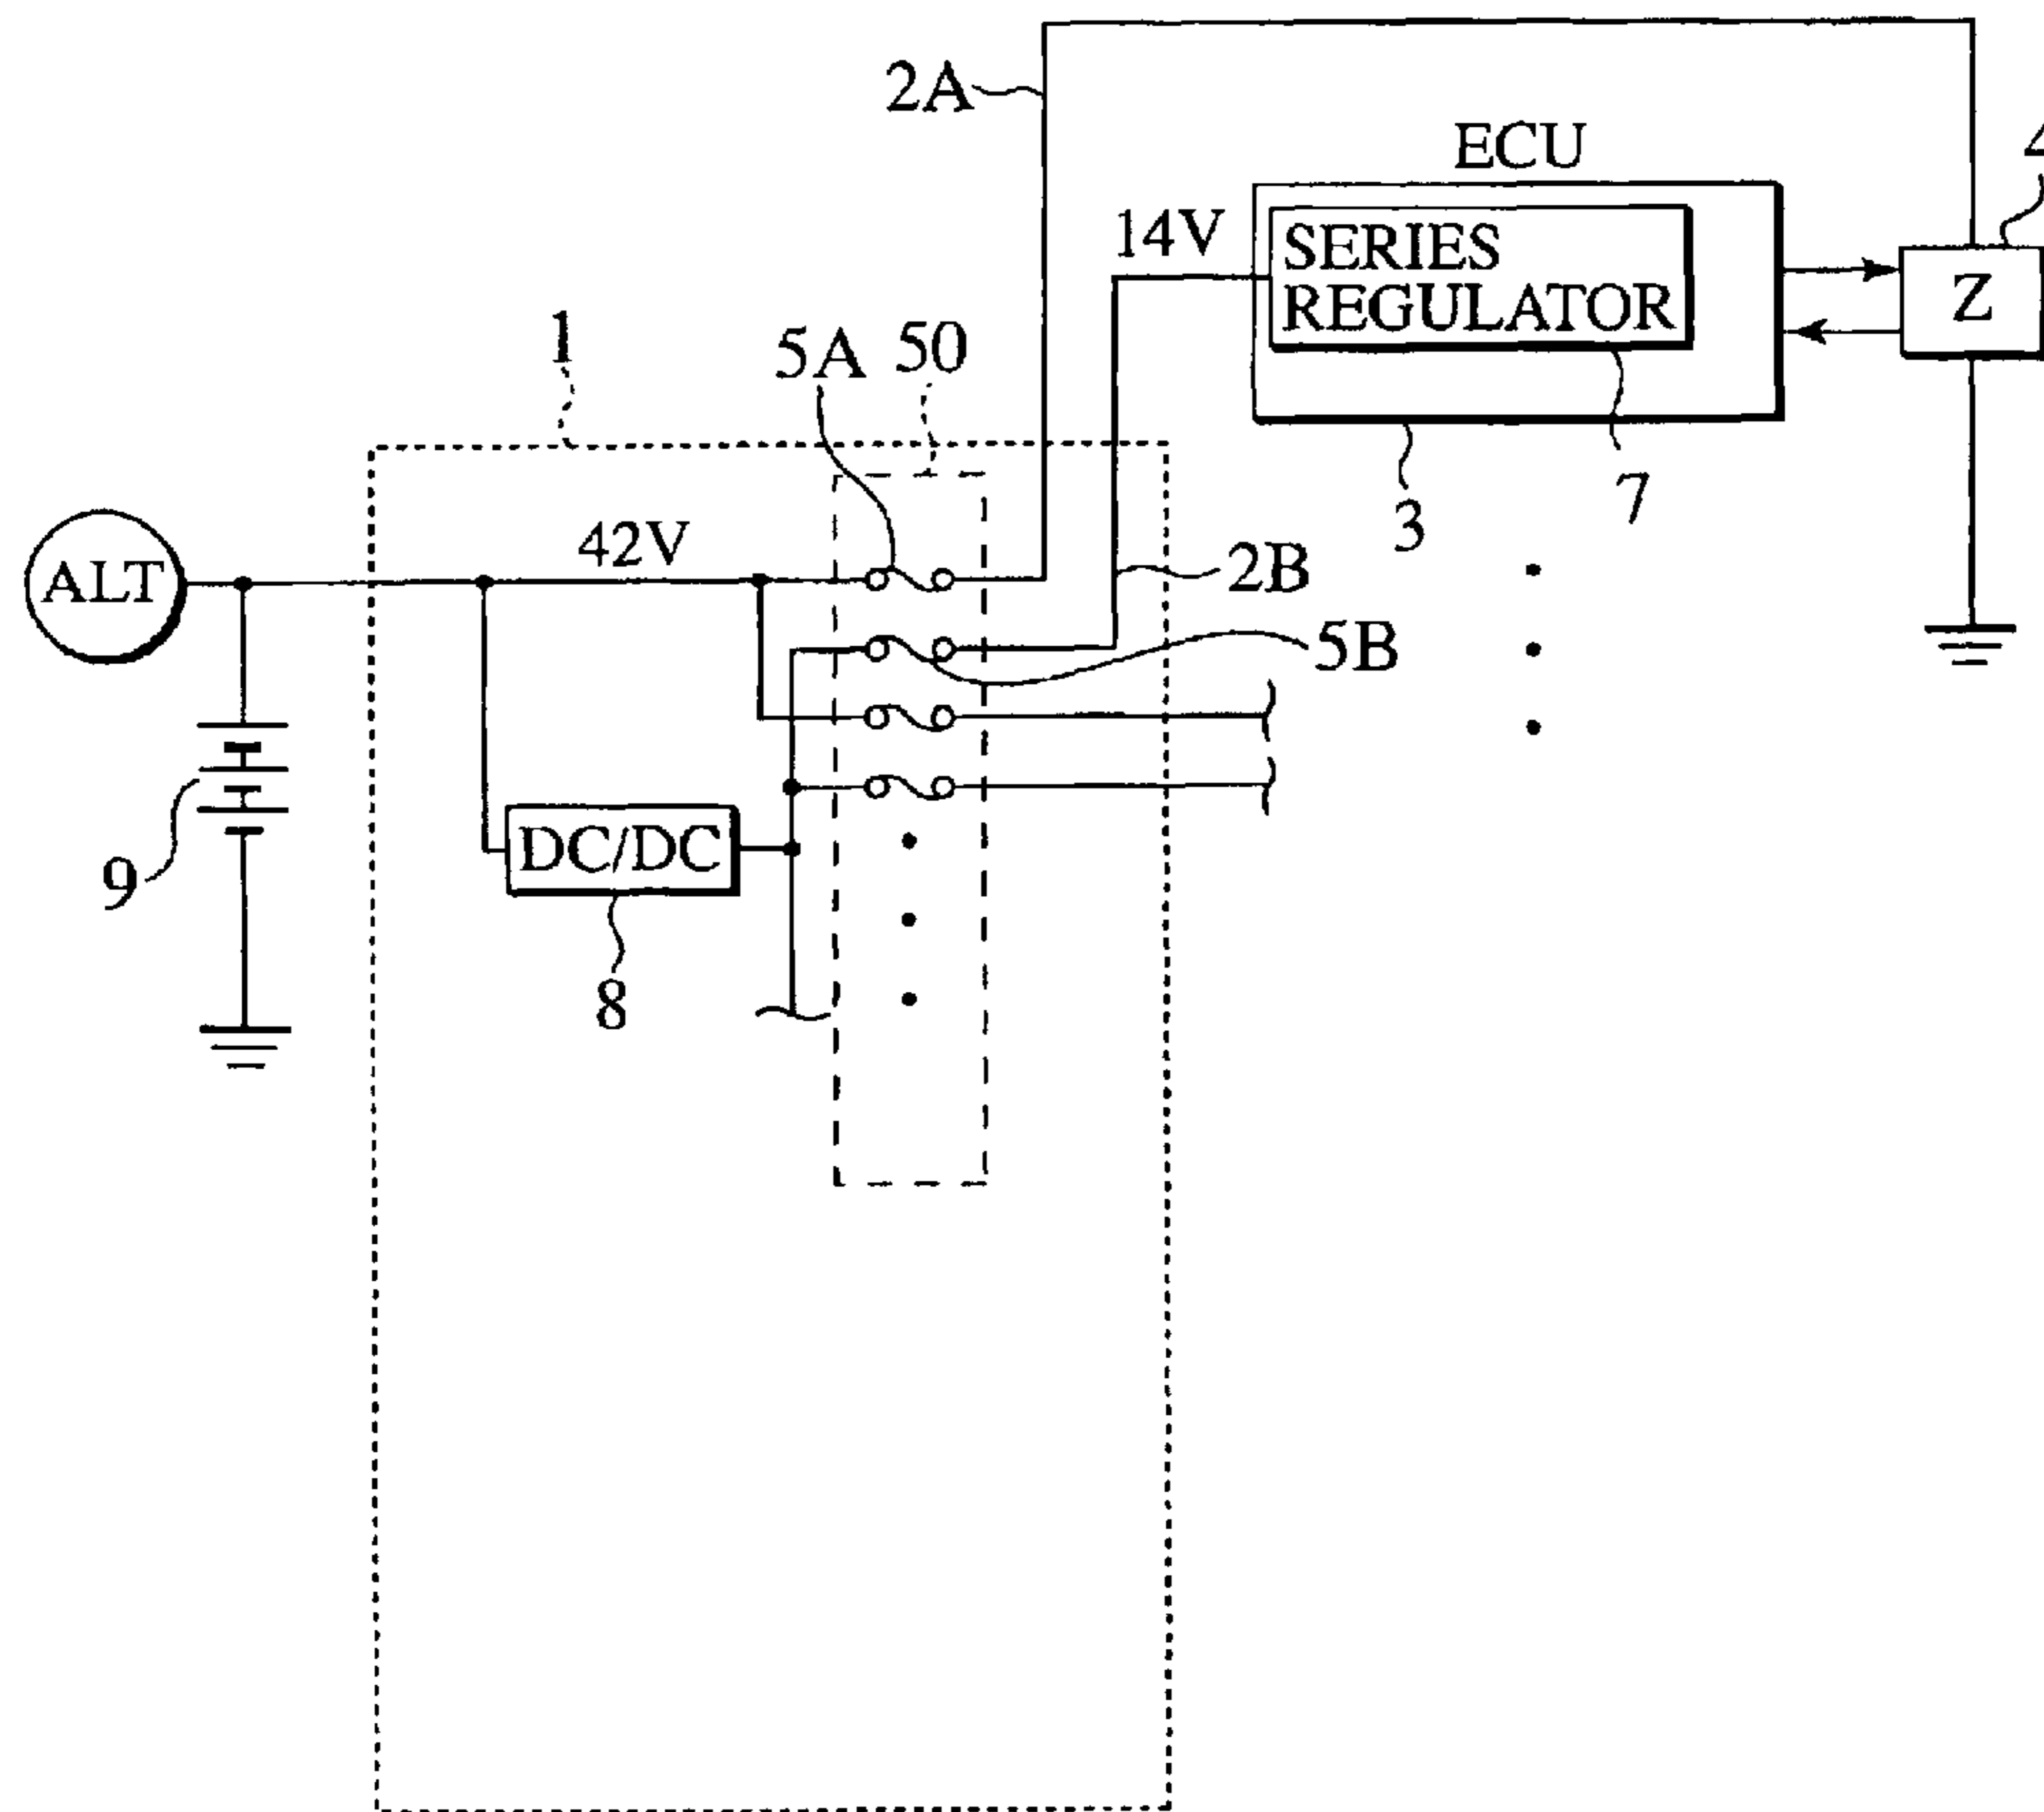 2A
ECU
4
14V
SERIES
REGULATOR
Z
1
5A
50
42V
3
7
ALT
2B
5B
DC/DC
9
8